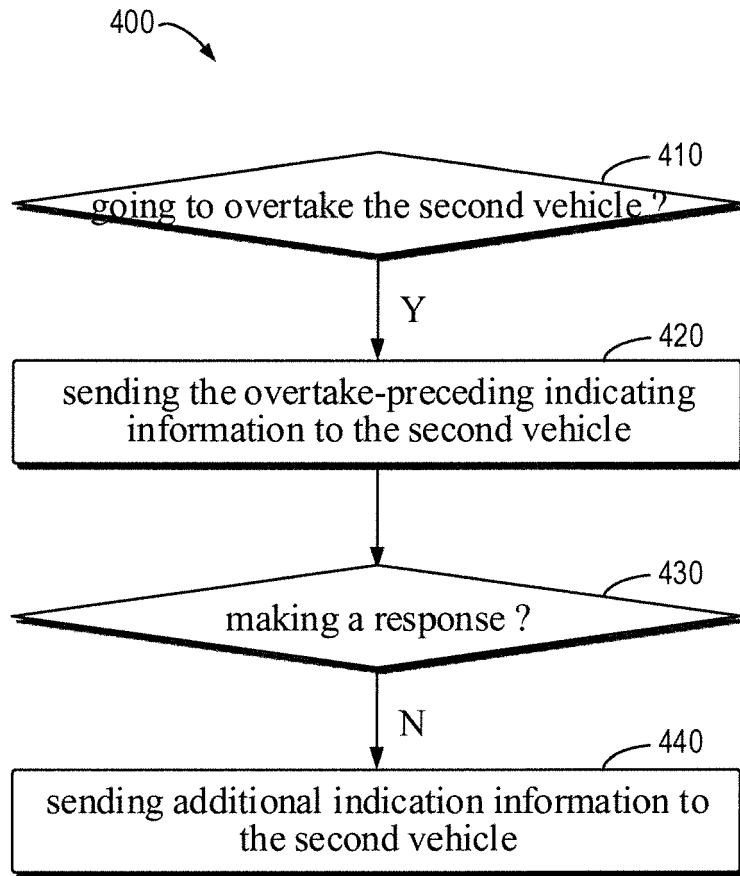 400
410
going to overtake the second vehicle ?
Y
420
sending the overtake-preceding indicating
information to the second vehicle
430
making a response ?
N
440
sending additional indication information to
the second vehicle